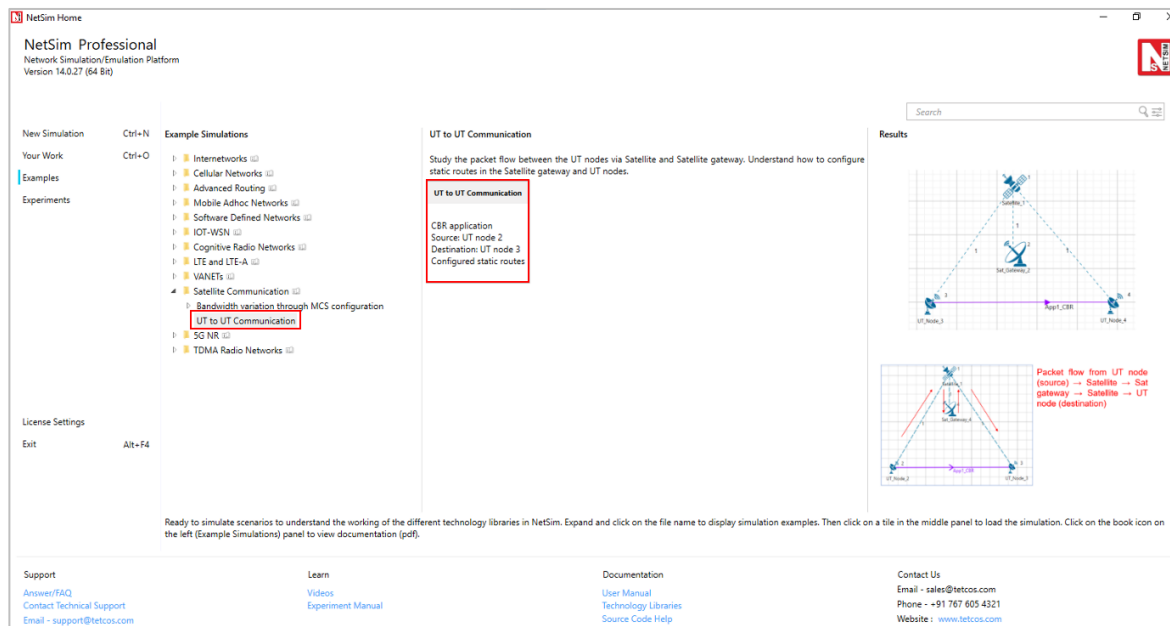 NetSim Home
NetSim Professional
Network Simulation/Emulation Platform
Version 14.0.27 (64 Bit)
NETSIM
Search
New Simulation Ctrl+N
Your Work Ctrl+O
Examples
Experiments
License Settings
Exit Alt+F4
Example Simulations
Internetworks
Cellular Networks
Advanced Routing
Mobile Adhoc Networks
Software Defined Networks
IOT-WSN
Cognitive Radio Networks
LTE and LTE-A
VANETs
Satellite Communication
Bandwidth variation through MCS configuration
UT to UT Communication
5G NR
TDMA Radio Networks
UT to UT Communication
Study the packet flow between the UT nodes via Satellite and Satellite gateway. Understand how to configure
static routes in the Satellite gateway and UT nodes.
UT to UT Communication
CBR application
Source: UT node 2
Destination: UT node 3
Configured static routes
Results
Satellite_1
1
1
1
Sat_Gateway_2
2
3
4
App1_CBR
UT_Node_3
UT_Node_4
Packet flow from UT node
(source) → Satellite → Sat
gateway → Satellite → UT
node (destination)
App1_CBR
UT_Node_2
UT_Node_3
Ready to simulate scenarios to understand the working of the different technology libraries in NetSim. Expand and click on the file name to display simulation examples. Then click on a tile in the middle panel to load the simulation. Click on the book icon on
the left (Example Simulations) panel to view documentation (pdf).
Support
Answer/FAQ
Contact Technical Support
Email - support@tetcos.com
Learn
Videos
Experiment Manual
Documentation
User Manual
Technology Libraries
Source Code Help
Contact Us
Email - sales@tetcos.com
Phone - +91 767 605 4321
Website : www.tetcos.com